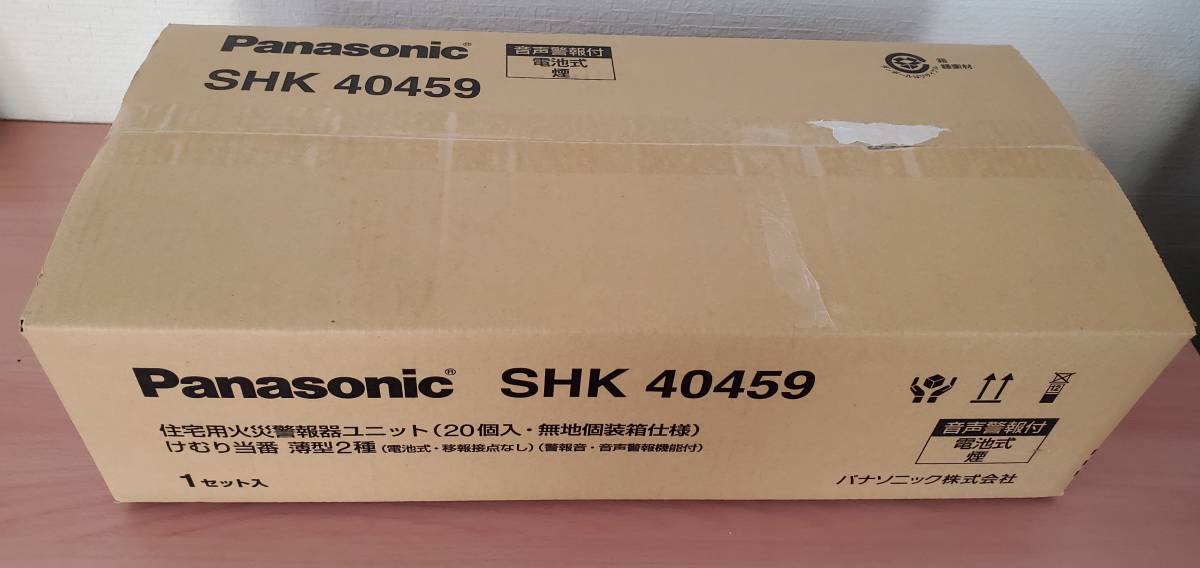 Panasonic®
SHK 40459
音声警報付
電池式
煙
Panasonic® SHK 40459
住宅用火災警報器ユニット(20個入・無地個装箱仕様)
けむり当番 薄型2種(電池式・移報接点なし)(警報音・音声警報機能付)
1セット入
12
音声警報付
電池式
煙
パナソニック株式会社